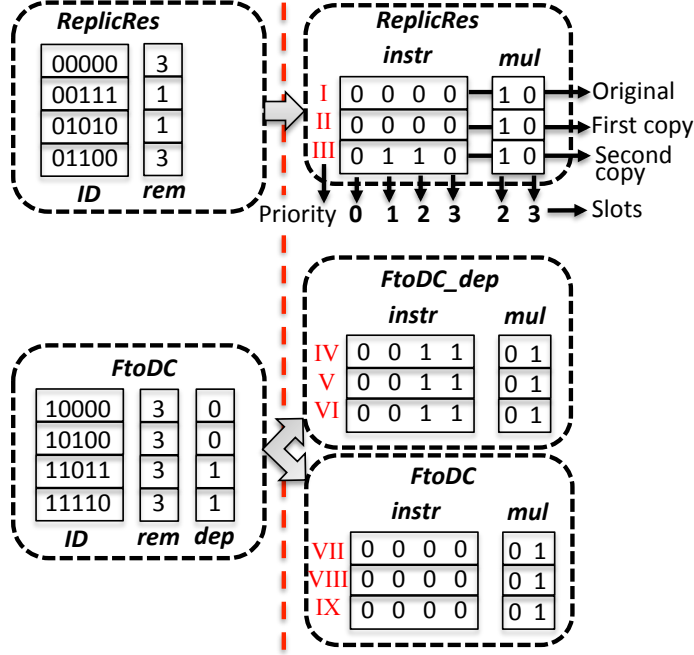 ReplicRes
00000 3
00111 1
01010 1
01100 3
ID rem
ReplicRes
instr mul
I 0 0 0 0 1 0 Original
II 0 0 0 0 1 0 First copy
III 0 1 1 0 1 0 Second
copy
Priority 0 1 2 3 2 3 Slots
FtoDC_dep
instr mul
IV 0 0 1 1 0 1
V 0 0 1 1 0 1
VI 0 0 1 1 0 1
FtoDC
10000 3 0
10100 3 0
11011 3 1
11110 3 1
ID rem dep
FtoDC
instr mul
VII 0 0 0 0 0 1
VIII 0 0 0 0 0 1
IX 0 0 0 0 0 1